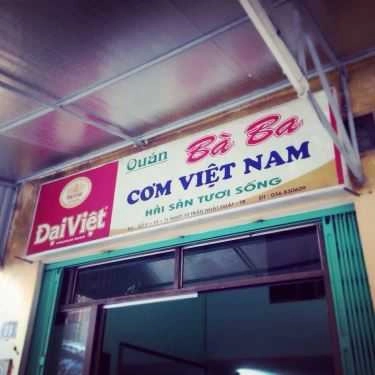 Quán Bà Ba
CƠM VIỆT NAM
HẢI SẢN TƯƠI SỐNG
ĐạiViệt